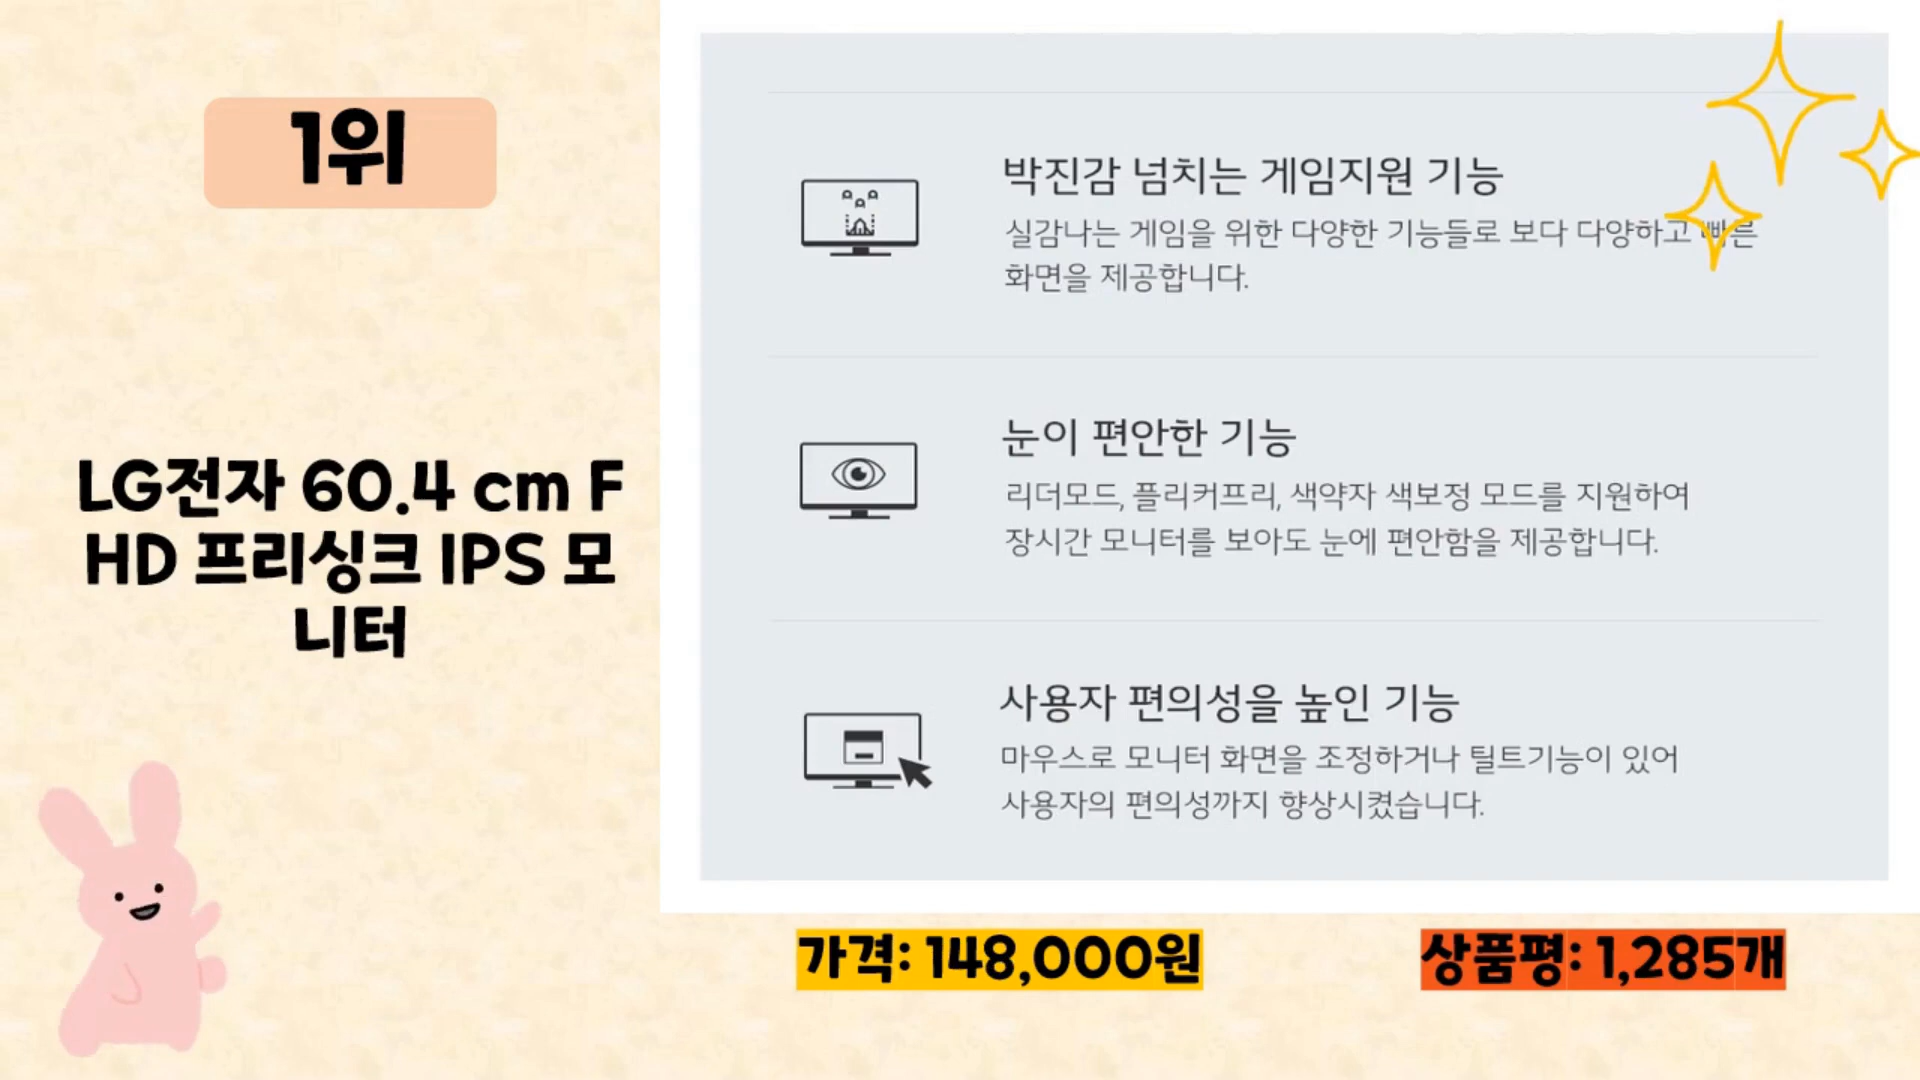 1위
LG전자 60.4 cm F
HD 프리싱크 IPS 모
니터
박진감 넘치는 게임지원 기능
실감나는 게임을 위한 다양한 기능들로 보다 다양하고 빠른
화면을 제공합니다.
눈이 편안한 기능
리더모드, 플리커프리, 색약자 색보정 모드를 지원하여
장시간 모니터를 보아도 눈에 편안함을 제공합니다.
사용자 편의성을 높인 기능
마우스로 모니터 화면을 조정하거나 틸트기능이 있어
사용자의 편의성까지 향상시켰습니다.
가격: 148,000원
상품평: 1,285개